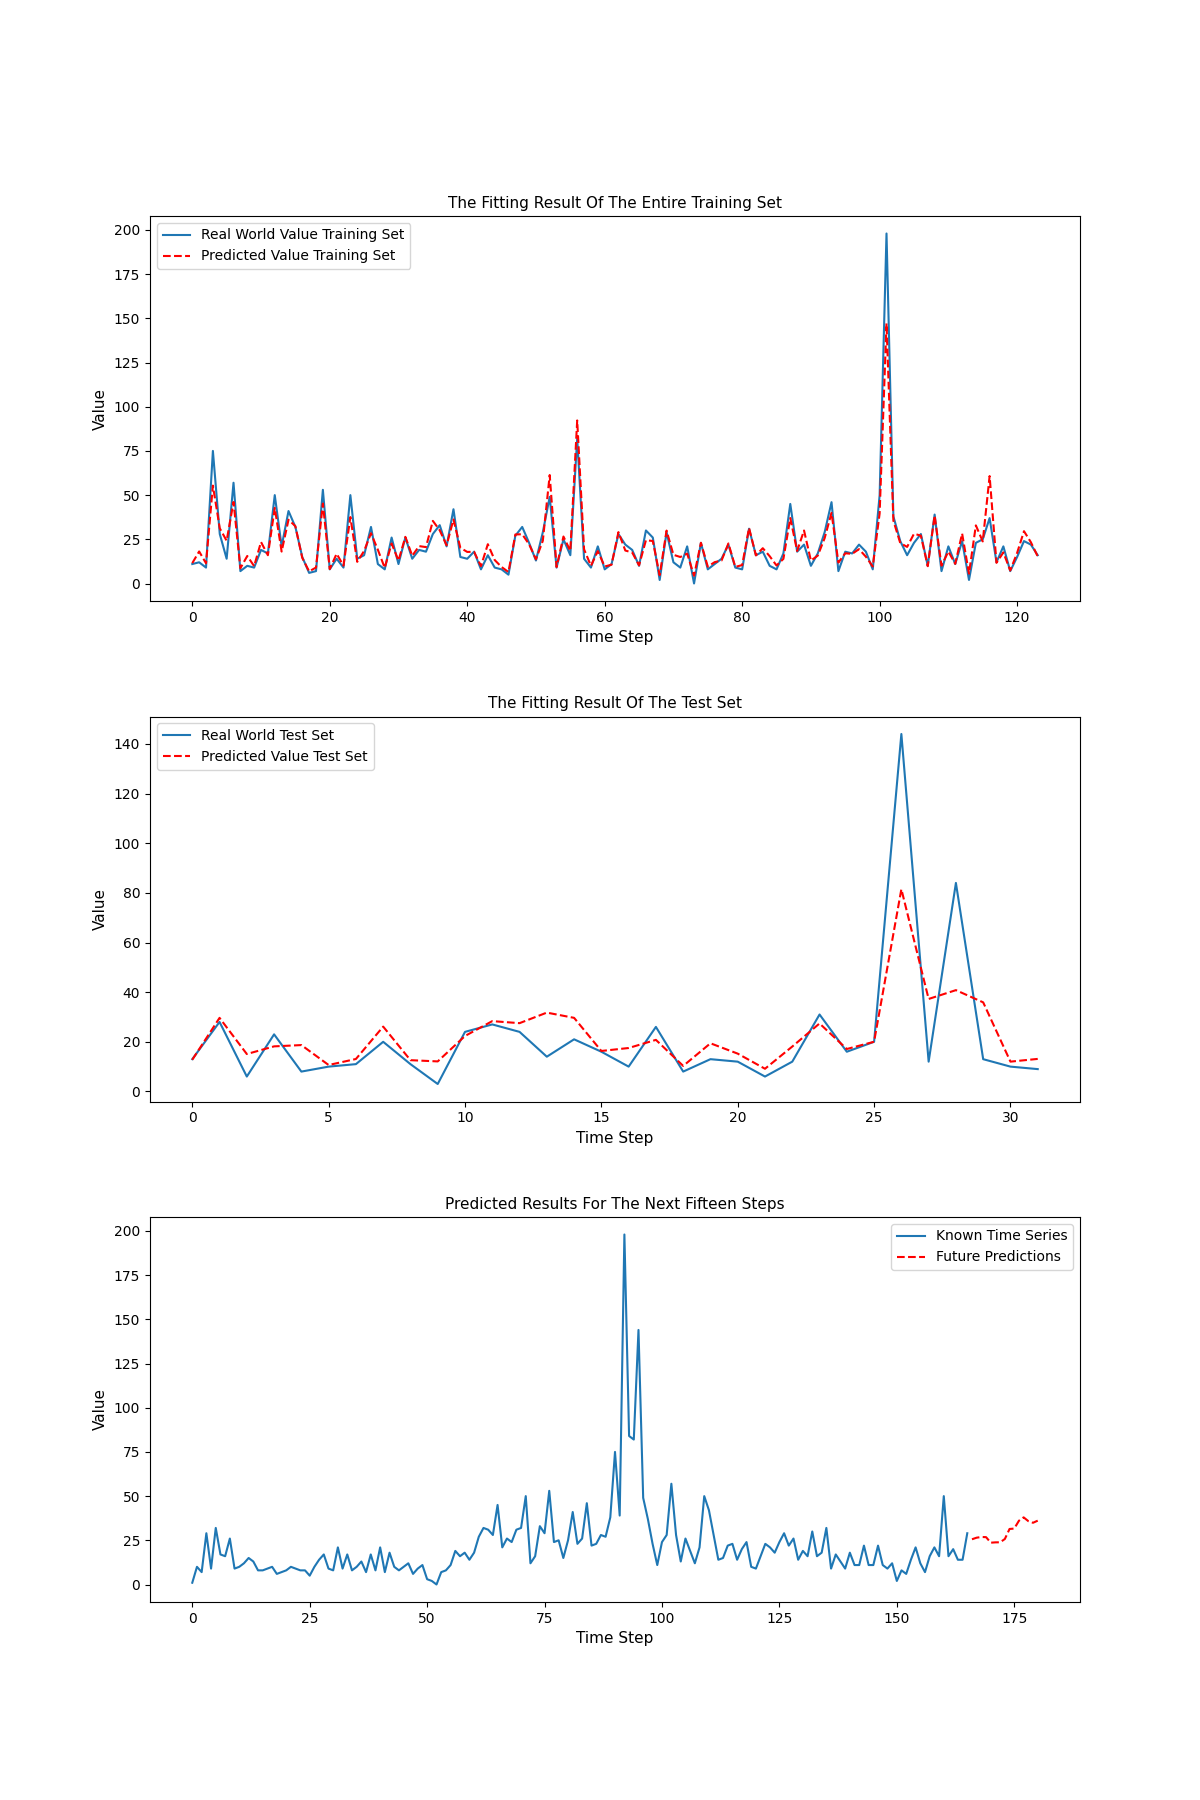 The Fitting Result Of The Entire Training Set
Real World Value Training Set
Predicted Value Training Set
Value
200
175
150
125
100
75
50
25
0
0 20 40 60 80 100 120
Time Step
The Fitting Result Of The Test Set
Real World Test Set
Predicted Value Test Set
Value
140
120
100
80
60
40
20
0
0 5 10 15 20 25 30
Time Step
Predicted Results For The Next Fifteen Steps
Known Time Series
Future Predictions
Value
200
175
150
125
100
75
50
25
0
0 25 50 75 100 125 150 175
Time Step